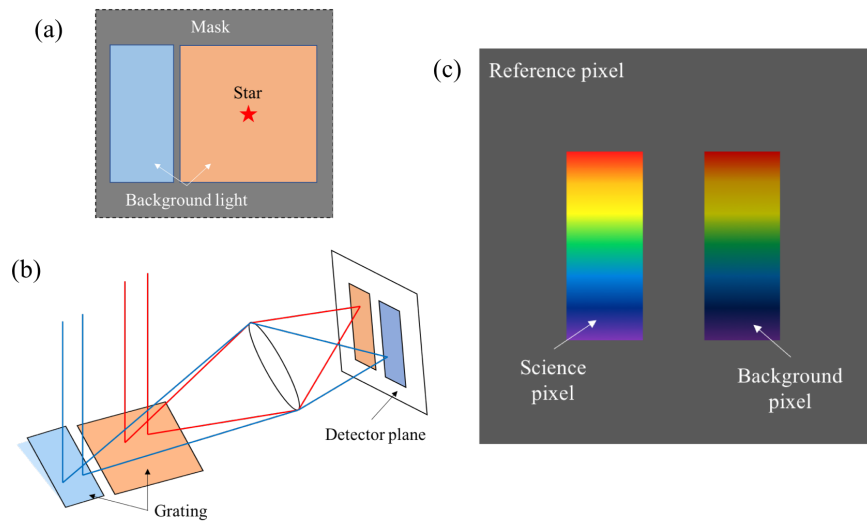 (a)
Mask
Star
Background light
(b)
Detector plane
Grating
(c)
Reference pixel
Science
pixel
Background
pixel